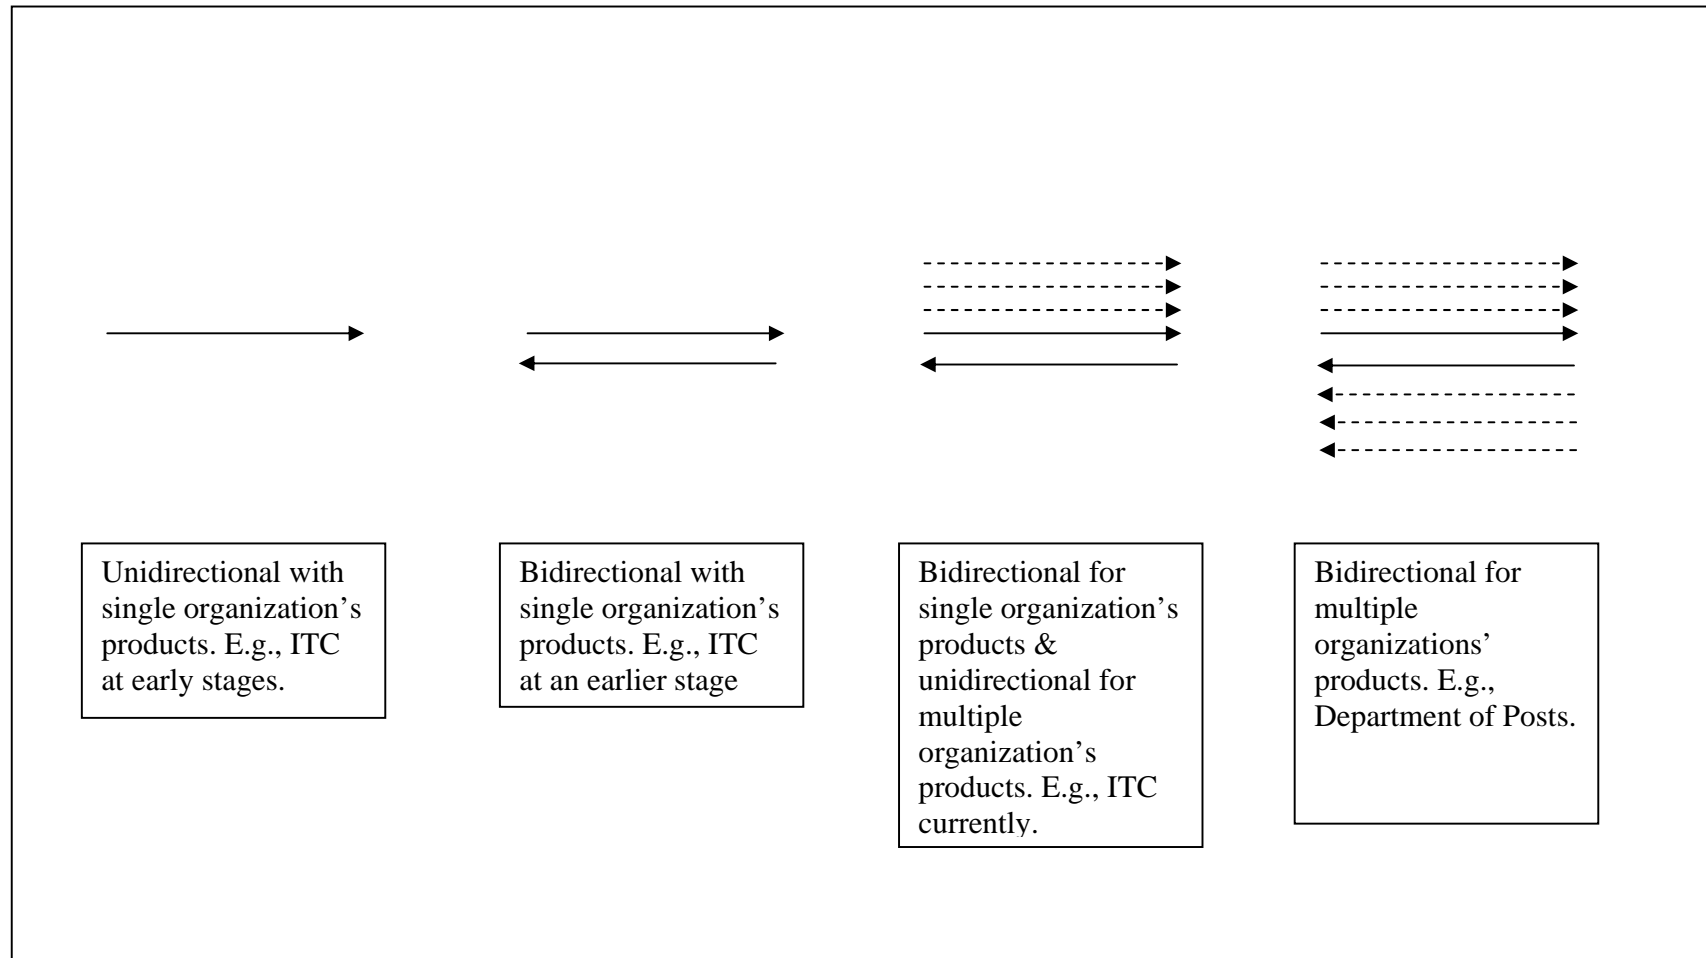 Unidirectional with
single organization’s
products. E.g., ITC
at early stages.
Bidirectional with
single organization’s
products. E.g., ITC
at an earlier stage
Bidirectional for
single organization’s
products &
unidirectional for
multiple
organization’s
products. E.g., ITC
currently.
Bidirectional for
multiple
organizations’
products. E.g.,
Department of Posts.